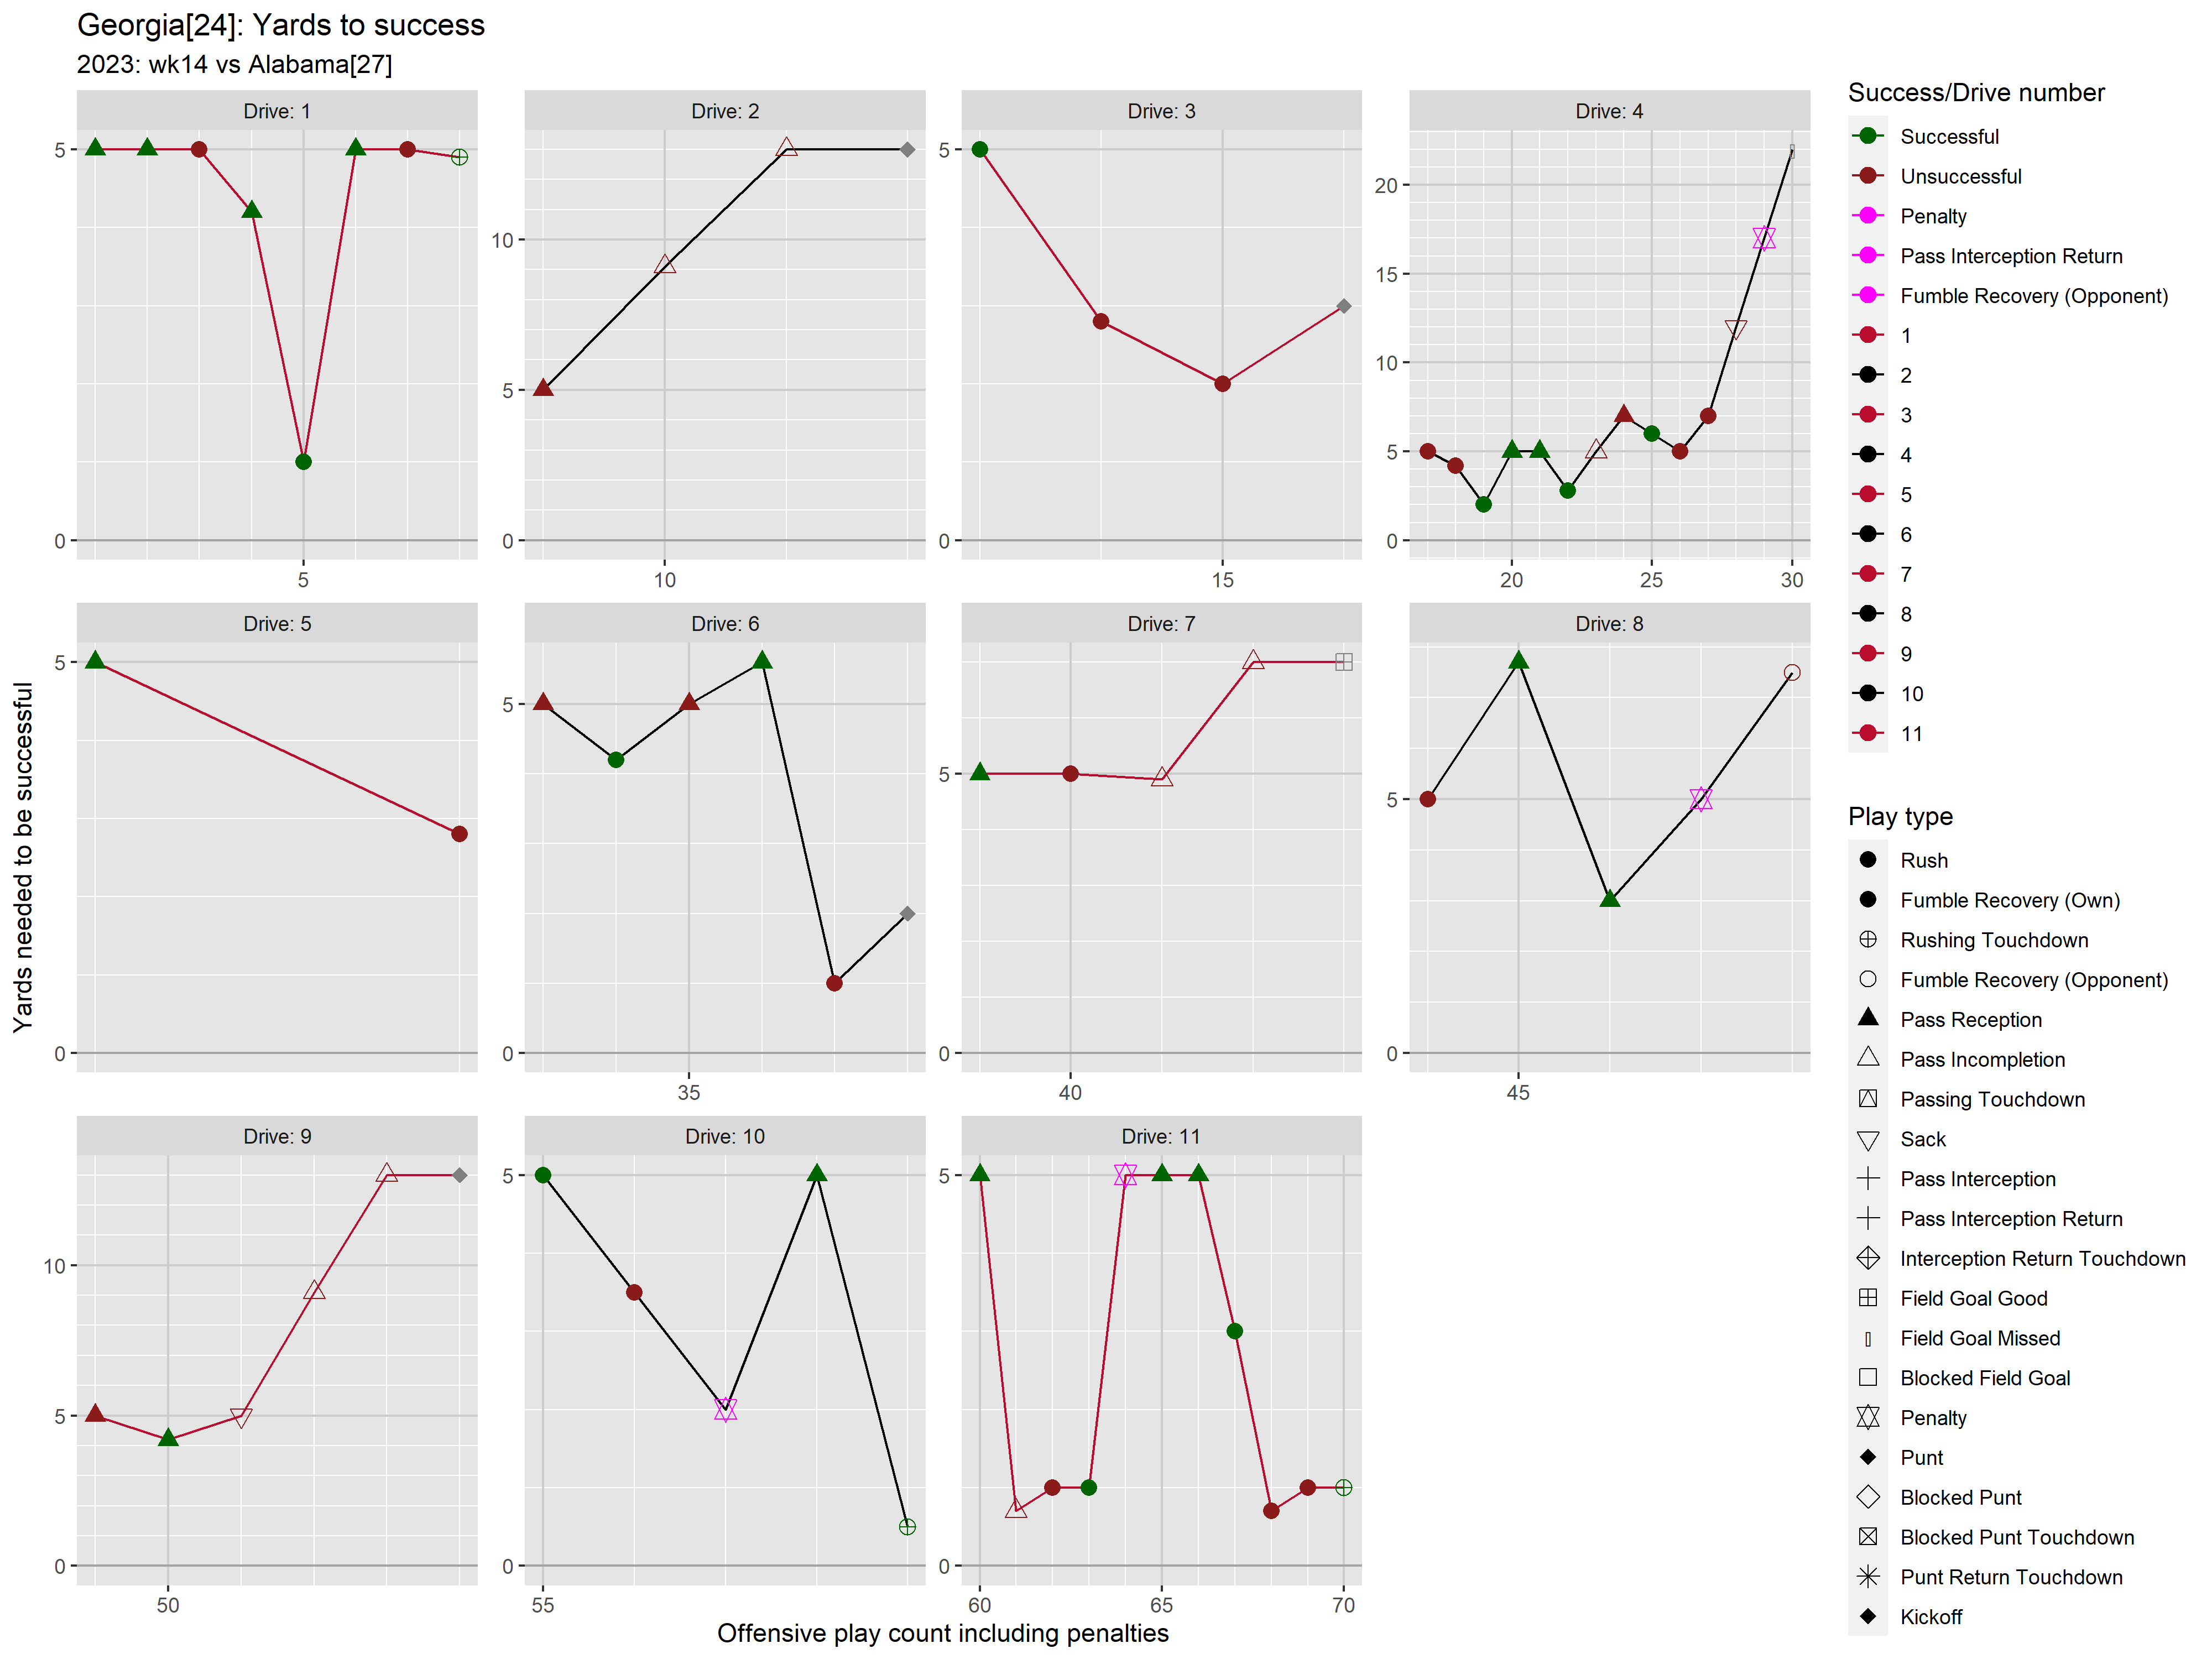 Georgia[24]: Yards to success
2023: wk14 vs Alabama[27]
Drive: 1
5
0
5
Drive: 2
10
5
0
10
Drive: 3
5
0
15
Drive: 4
20
15
10
5
0
20
25
30
Drive: 5
5
0
Drive: 6
5
0
35
Drive: 7
5
0
40
Drive: 8
5
0
45
Drive: 9
10
5
0
50
Drive: 10
5
0
55
Drive: 11
5
0
60
65
70
Yards needed to be successful
Offensive play count including penalties
Success/Drive number
Successful
Unsuccessful
Penalty
Pass Interception Return
Fumble Recovery (Opponent)
1
2
3
4
5
6
7
8
9
10
11
Play type
Rush
Fumble Recovery (Own)
Rushing Touchdown
Fumble Recovery (Opponent)
Pass Reception
Pass Incompletion
Passing Touchdown
Sack
Pass Interception
Pass Interception Return
Interception Return Touchdown
Field Goal Good
Field Goal Missed
Blocked Field Goal
Penalty
Punt
Blocked Punt
Blocked Punt Touchdown
Punt Return Touchdown
Kickoff